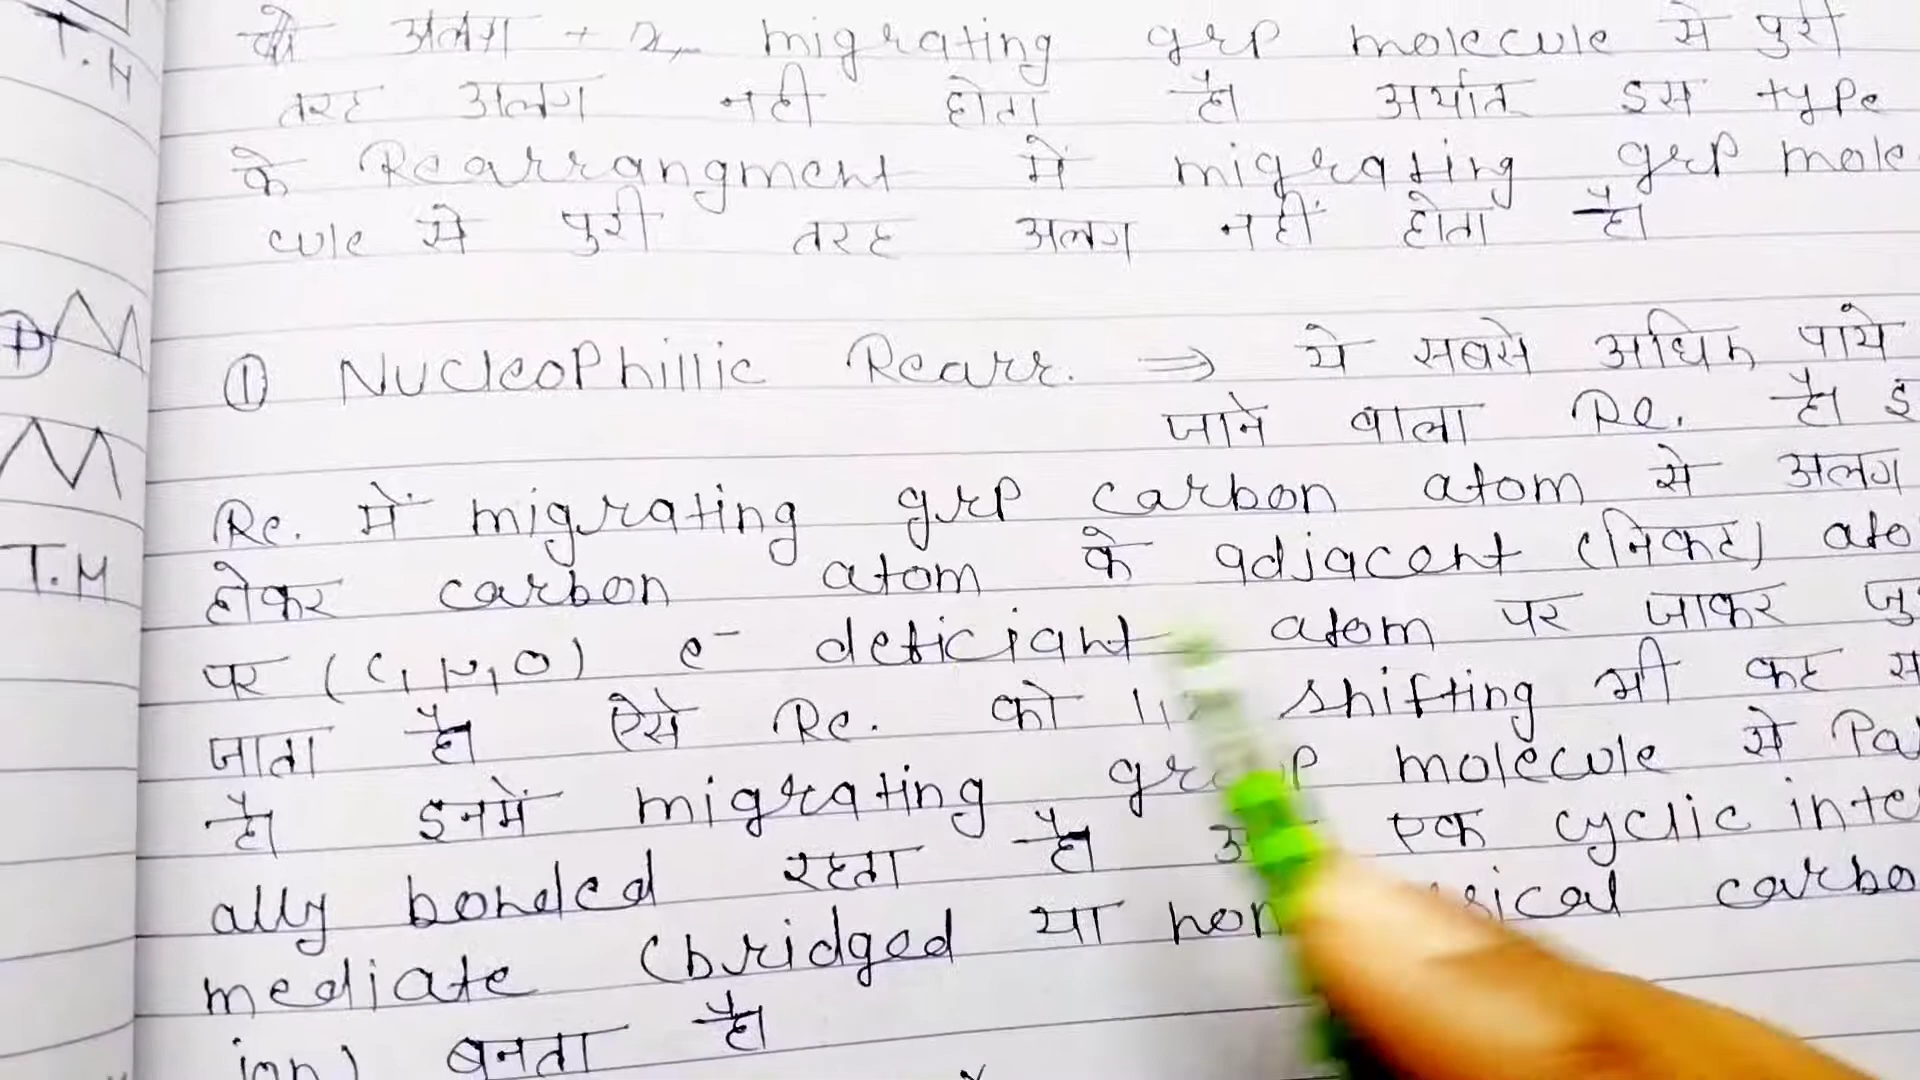 T.H
अलग migrating grp molecule से पुरी
तरह अलग नही होता है। अर्थात इस type
के Rearrangment में migrating grp mole
cule से पुरी तरह अलग नहीं होता है।
① Nucleophillic Rearr. ⇒ ये सबसे अधिक पाये
जाने वाला Re. है। इ
Re. में migrating grp carbon atom से अलग
T.M
होकर carbon atom के adjacent (निकट) ato
पर (C, N, O) e⁻ deficiant atom पर जाकर जु
जाता है। ऐसे Re. को shifting भी कह स
है। इनमें migrating molecule से Pa
ally bonded रहता है। एक cyclic inte
mediate (bridged या non sical carbo
ion) बनता है।